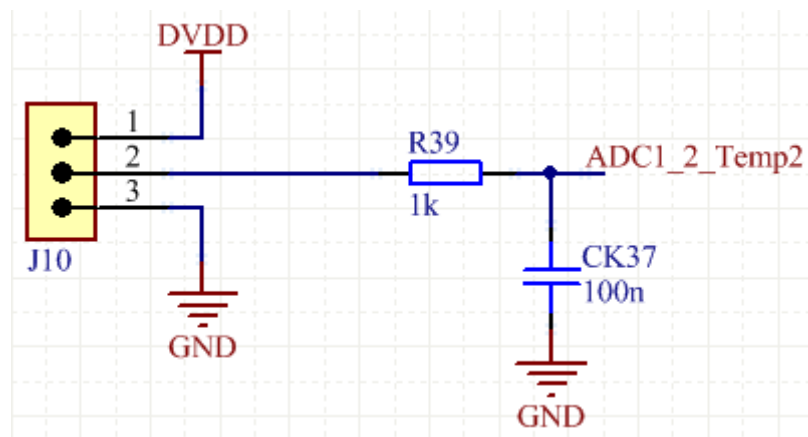 DVDD
1
2
3
J10
GND
R39
1k
ADC1_2_Temp2
CK37
100n
GND